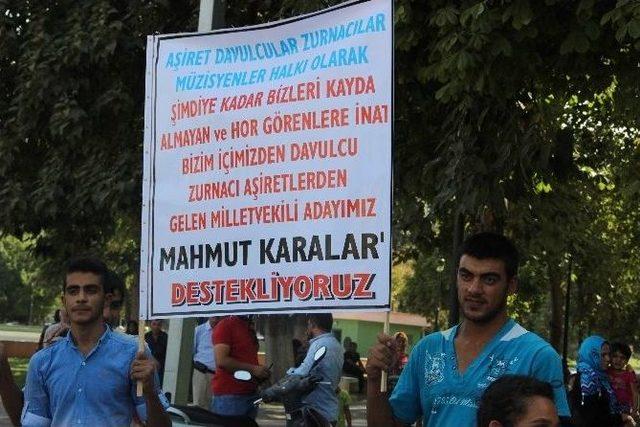 AŞİRET DAVULCULAR ZURNACILAR
MÜZİSYENLER HALKI OLARAK
ŞİMDİYE KADAR BİZLERİ KAYDA
ALMAYAN ve HOR GÖRENLERE İNAT
BİZİM İÇİMİZDEN DAVULCU
ZURNACI AŞİRETLERDEN
GELEN MİLLETVEKİLİ ADAYIMIZ
MAHMUT KARALAR'
DESTEKLİYORUZ